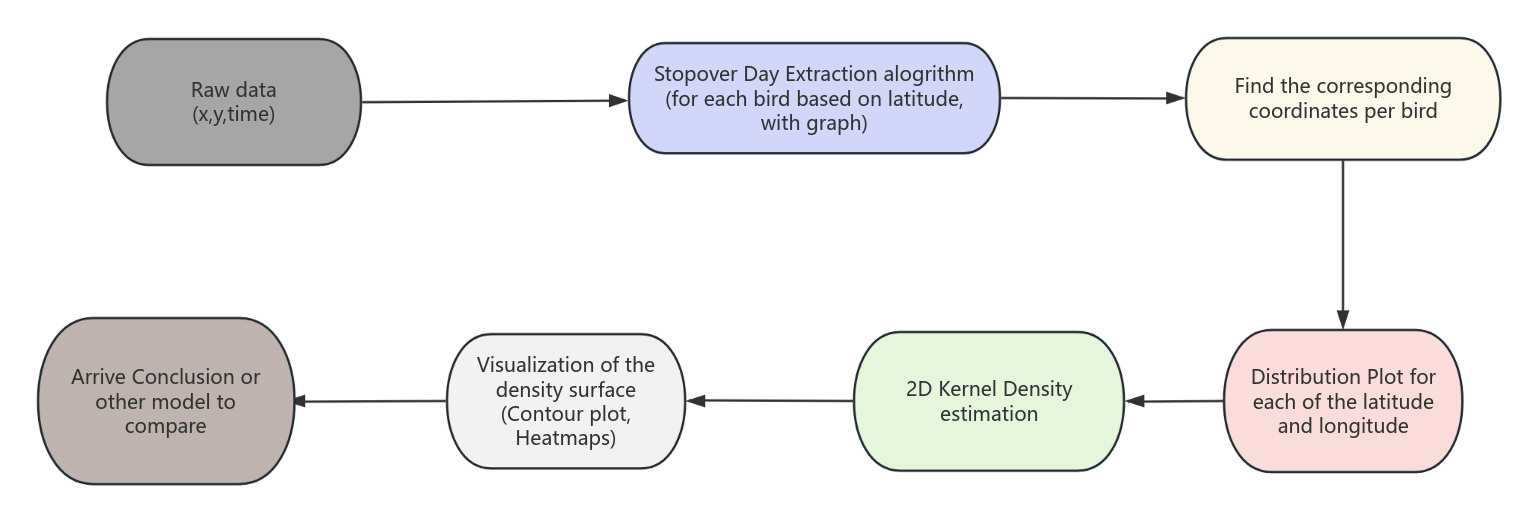 Raw data
(x,y,time)
Stopover Day Extraction alogrithm
(for each bird based on latitude,
with graph)
Find the corresponding
coordinates per bird
Distribution Plot for
each of the latitude
and longitude
2D Kernel Density
estimation
Visualization of the
density surface
(Contour plot,
Heatmaps)
Arrive Conclusion or
other model to
compare